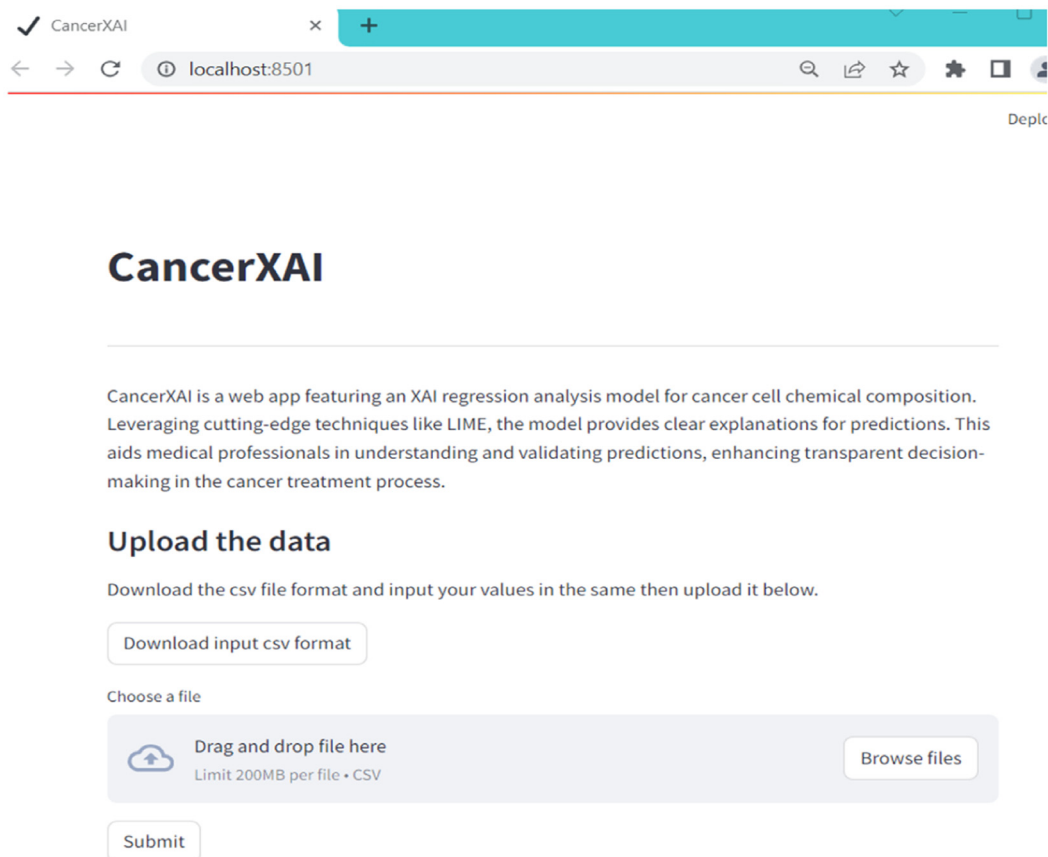 CancerXAI
localhost:8501
Deplo
CancerXAI
CancerXAI is a web app featuring an XAI regression analysis model for cancer cell chemical composition.
Leveraging cutting-edge techniques like LIME, the model provides clear explanations for predictions. This
aids medical professionals in understanding and validating predictions, enhancing transparent decision-
making in the cancer treatment process.
Upload the data
Download the csv file format and input your values in the same then upload it below.
Download input csv format
Choose a file
Drag and drop file here
Limit 200MB per file • CSV
Browse files
Submit